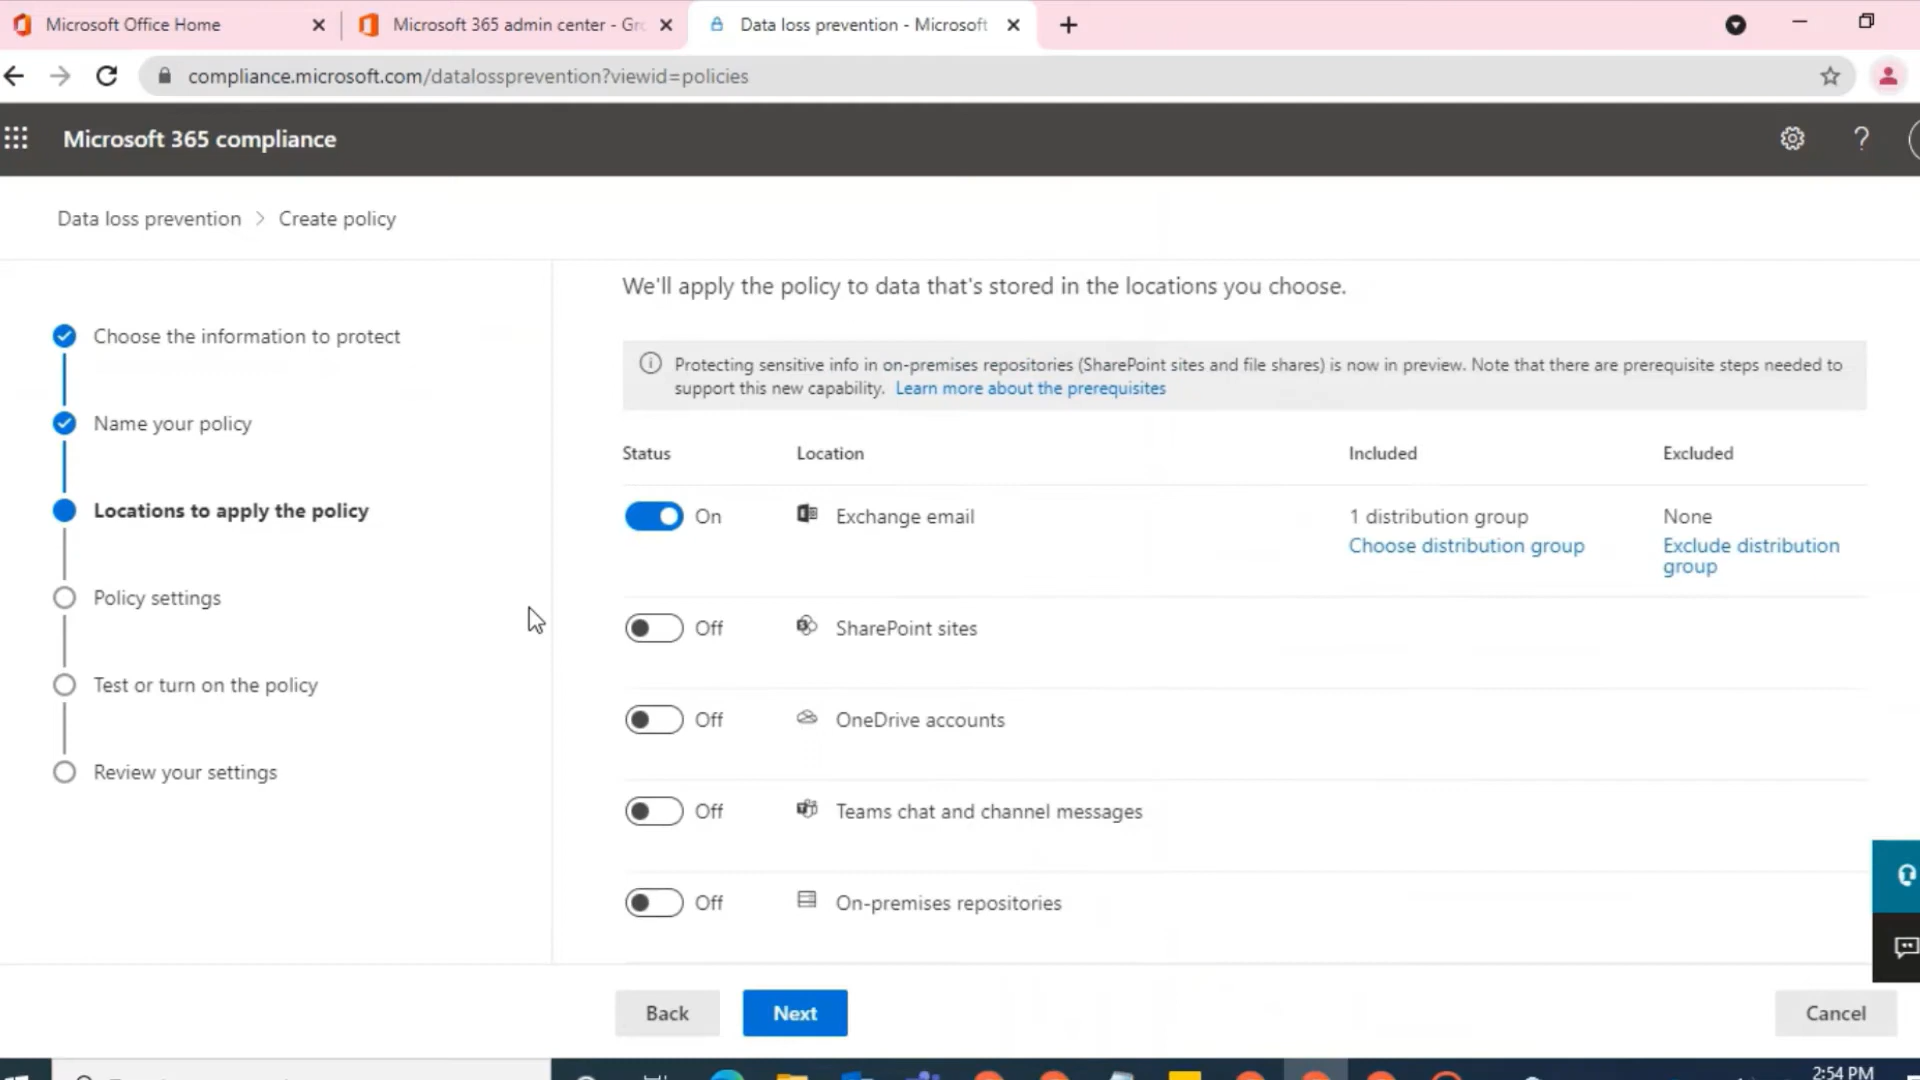 Microsoft Office Home
Microsoft 365 admin center - Gro
Data loss prevention - Microsoft
compliance.microsoft.com/datalossprevention?viewid=policies
Microsoft 365 compliance
Data loss prevention > Create policy
Choose the information to protect
Name your policy
Locations to apply the policy
Policy settings
Test or turn on the policy
Review your settings
We'll apply the policy to data that's stored in the locations you choose.
Protecting sensitive info in on-premises repositories (SharePoint sites and file shares) is now in preview. Note that there are prerequisite steps needed to
support this new capability. Learn more about the prerequisites
Status Location Included Excluded
On Exchange email 1 distribution group None
Choose distribution group Exclude distribution
group
Off SharePoint sites
Off OneDrive accounts
Off Teams chat and channel messages
Off On-premises repositories
Back Next Cancel
2:54 PM